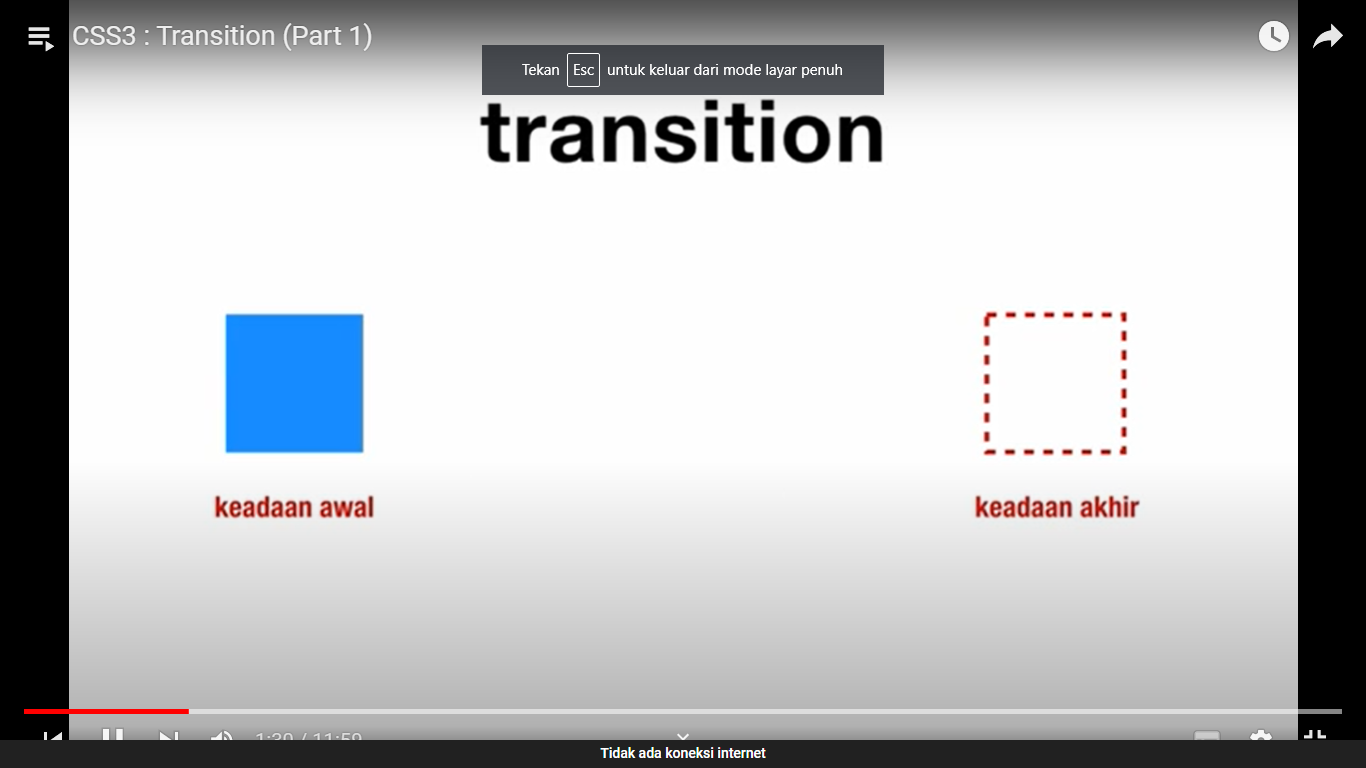 CSS3 : Transition (Part 1)
Tekan Esc untuk keluar dari mode layar penuh
transition
keadaan awal
keadaan akhir
1:30 / 11:59
Tidak ada koneksi internet